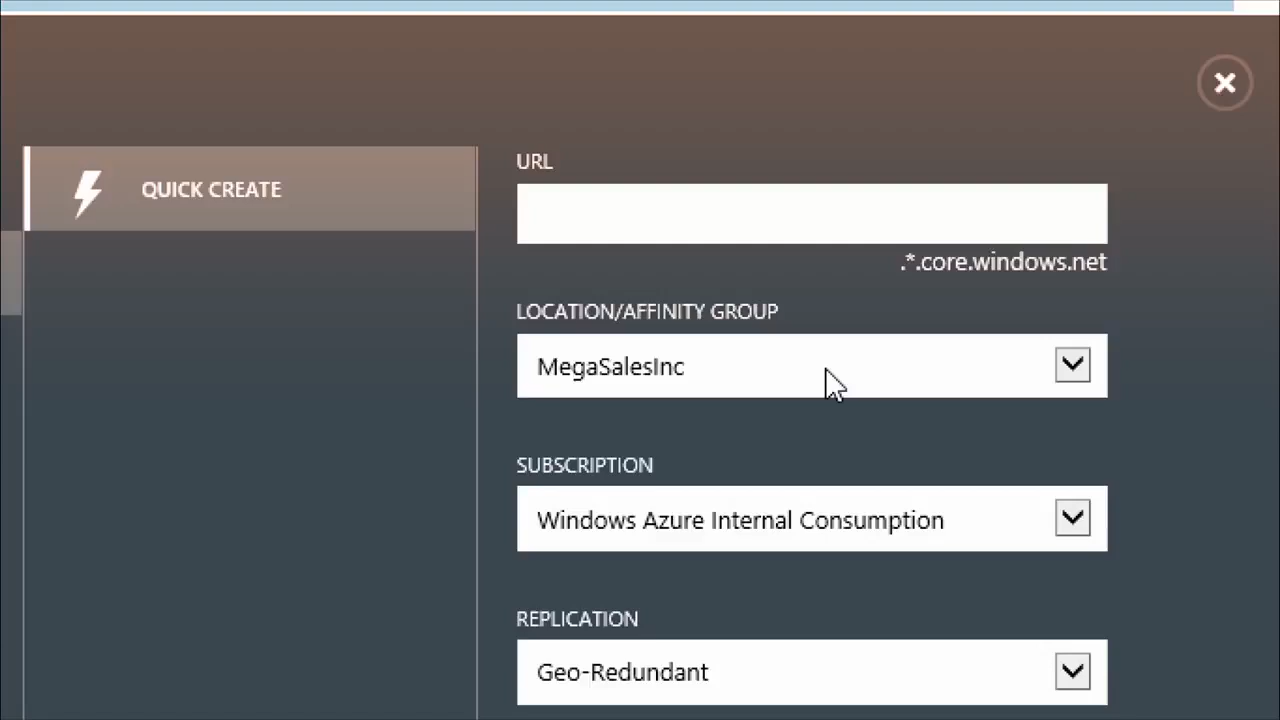 QUICK CREATE
URL
.*.core.windows.net
LOCATION/AFFINITY GROUP
MegaSalesInc
SUBSCRIPTION
Windows Azure Internal Consumption
REPLICATION
Geo-Redundant